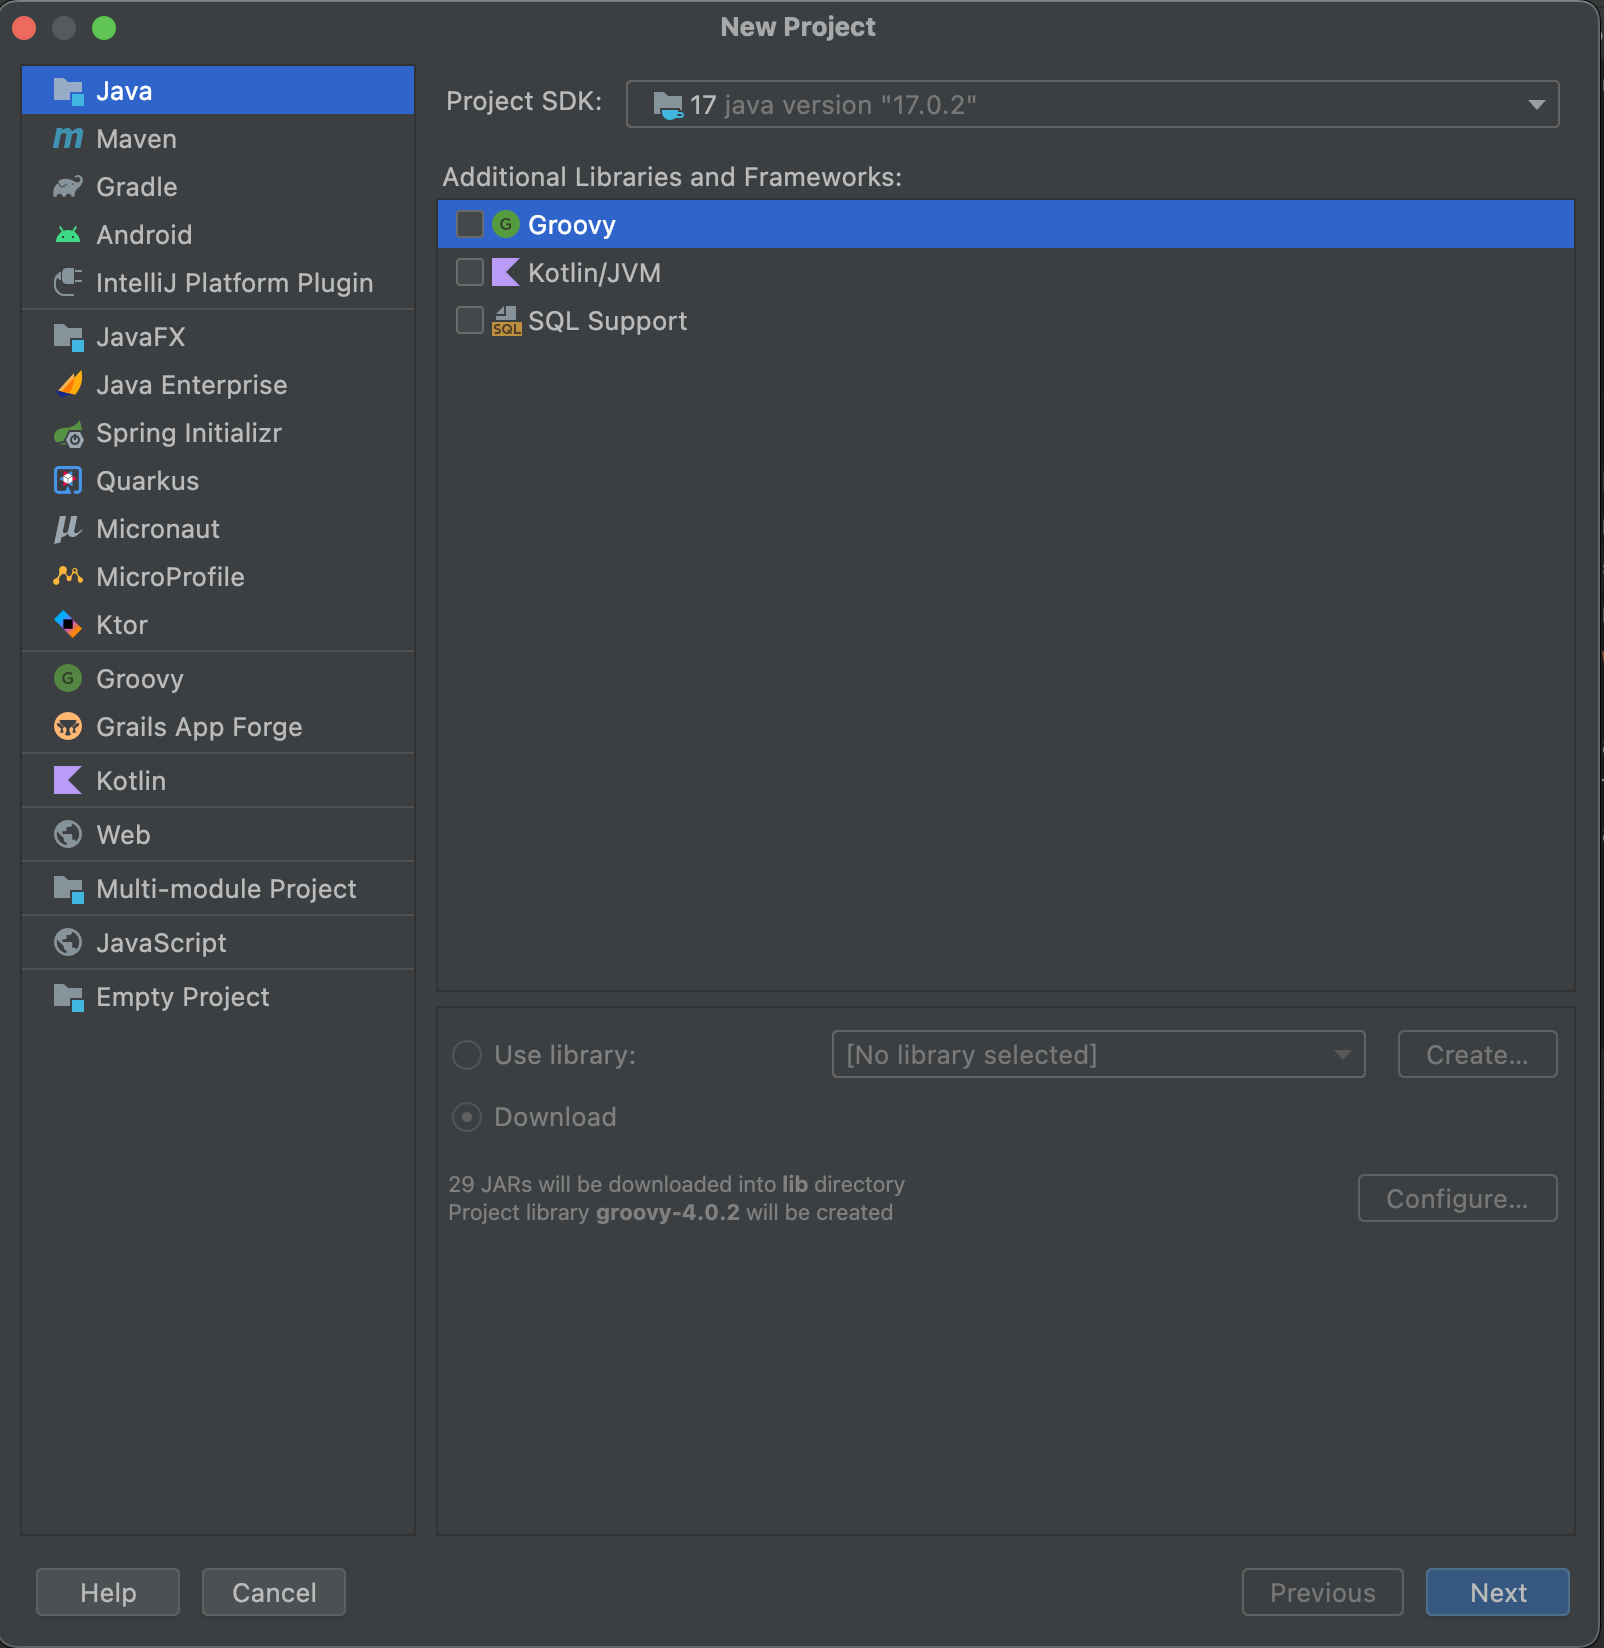 New Project
Java
Maven
Gradle
Android
IntelliJ Platform Plugin
JavaFX
Java Enterprise
Spring Initializr
Quarkus
Micronaut
MicroProfile
Ktor
G Groovy
Grails App Forge
Kotlin
Web
Multi-module Project
JavaScript
Empty Project
Project SDK: 17 java version "17.0.2"
Additional Libraries and Frameworks:
G Groovy
Kotlin/JVM
SQL SQL Support
Use library: [No library selected] Create...
Download
29 JARs will be downloaded into lib directory
Project library groovy-4.0.2 will be created
Configure...
Help Cancel Previous Next